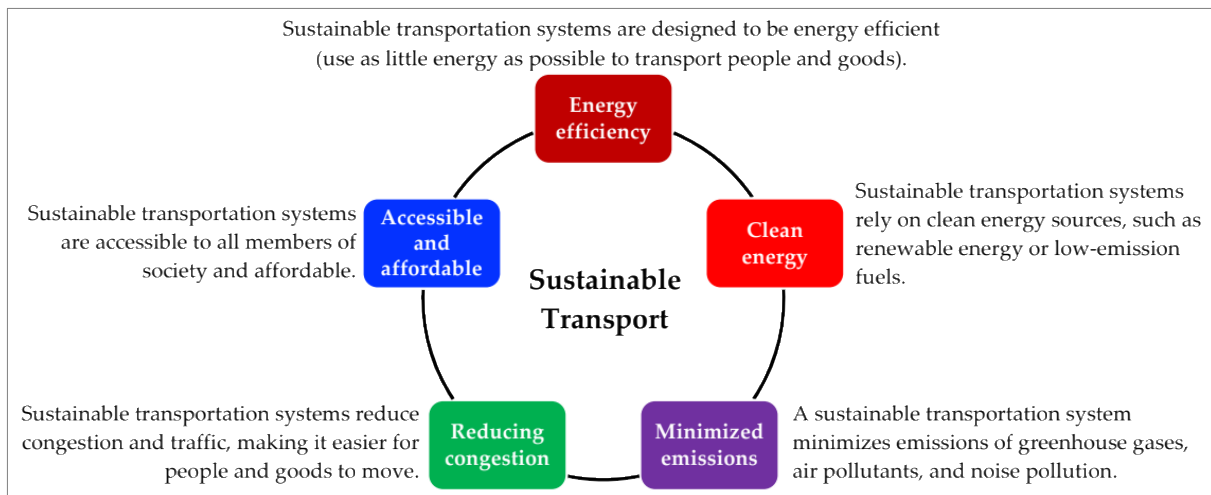 Sustainable transportation systems are designed to be energy efficient
(use as little energy as possible to transport people and goods).
Energy
efficiency
Sustainable transportation systems
are accessible to all members of
society and affordable.
Accessible
and
affordable
Clean
energy
Sustainable transportation systems
rely on clean energy sources, such as
renewable energy or low-emission
fuels.
Sustainable
Transport
Sustainable transportation systems reduce
congestion and traffic, making it easier for
people and goods to move.
Reducing
congestion
Minimized
emissions
A sustainable transportation system
minimizes emissions of greenhouse gases,
air pollutants, and noise pollution.